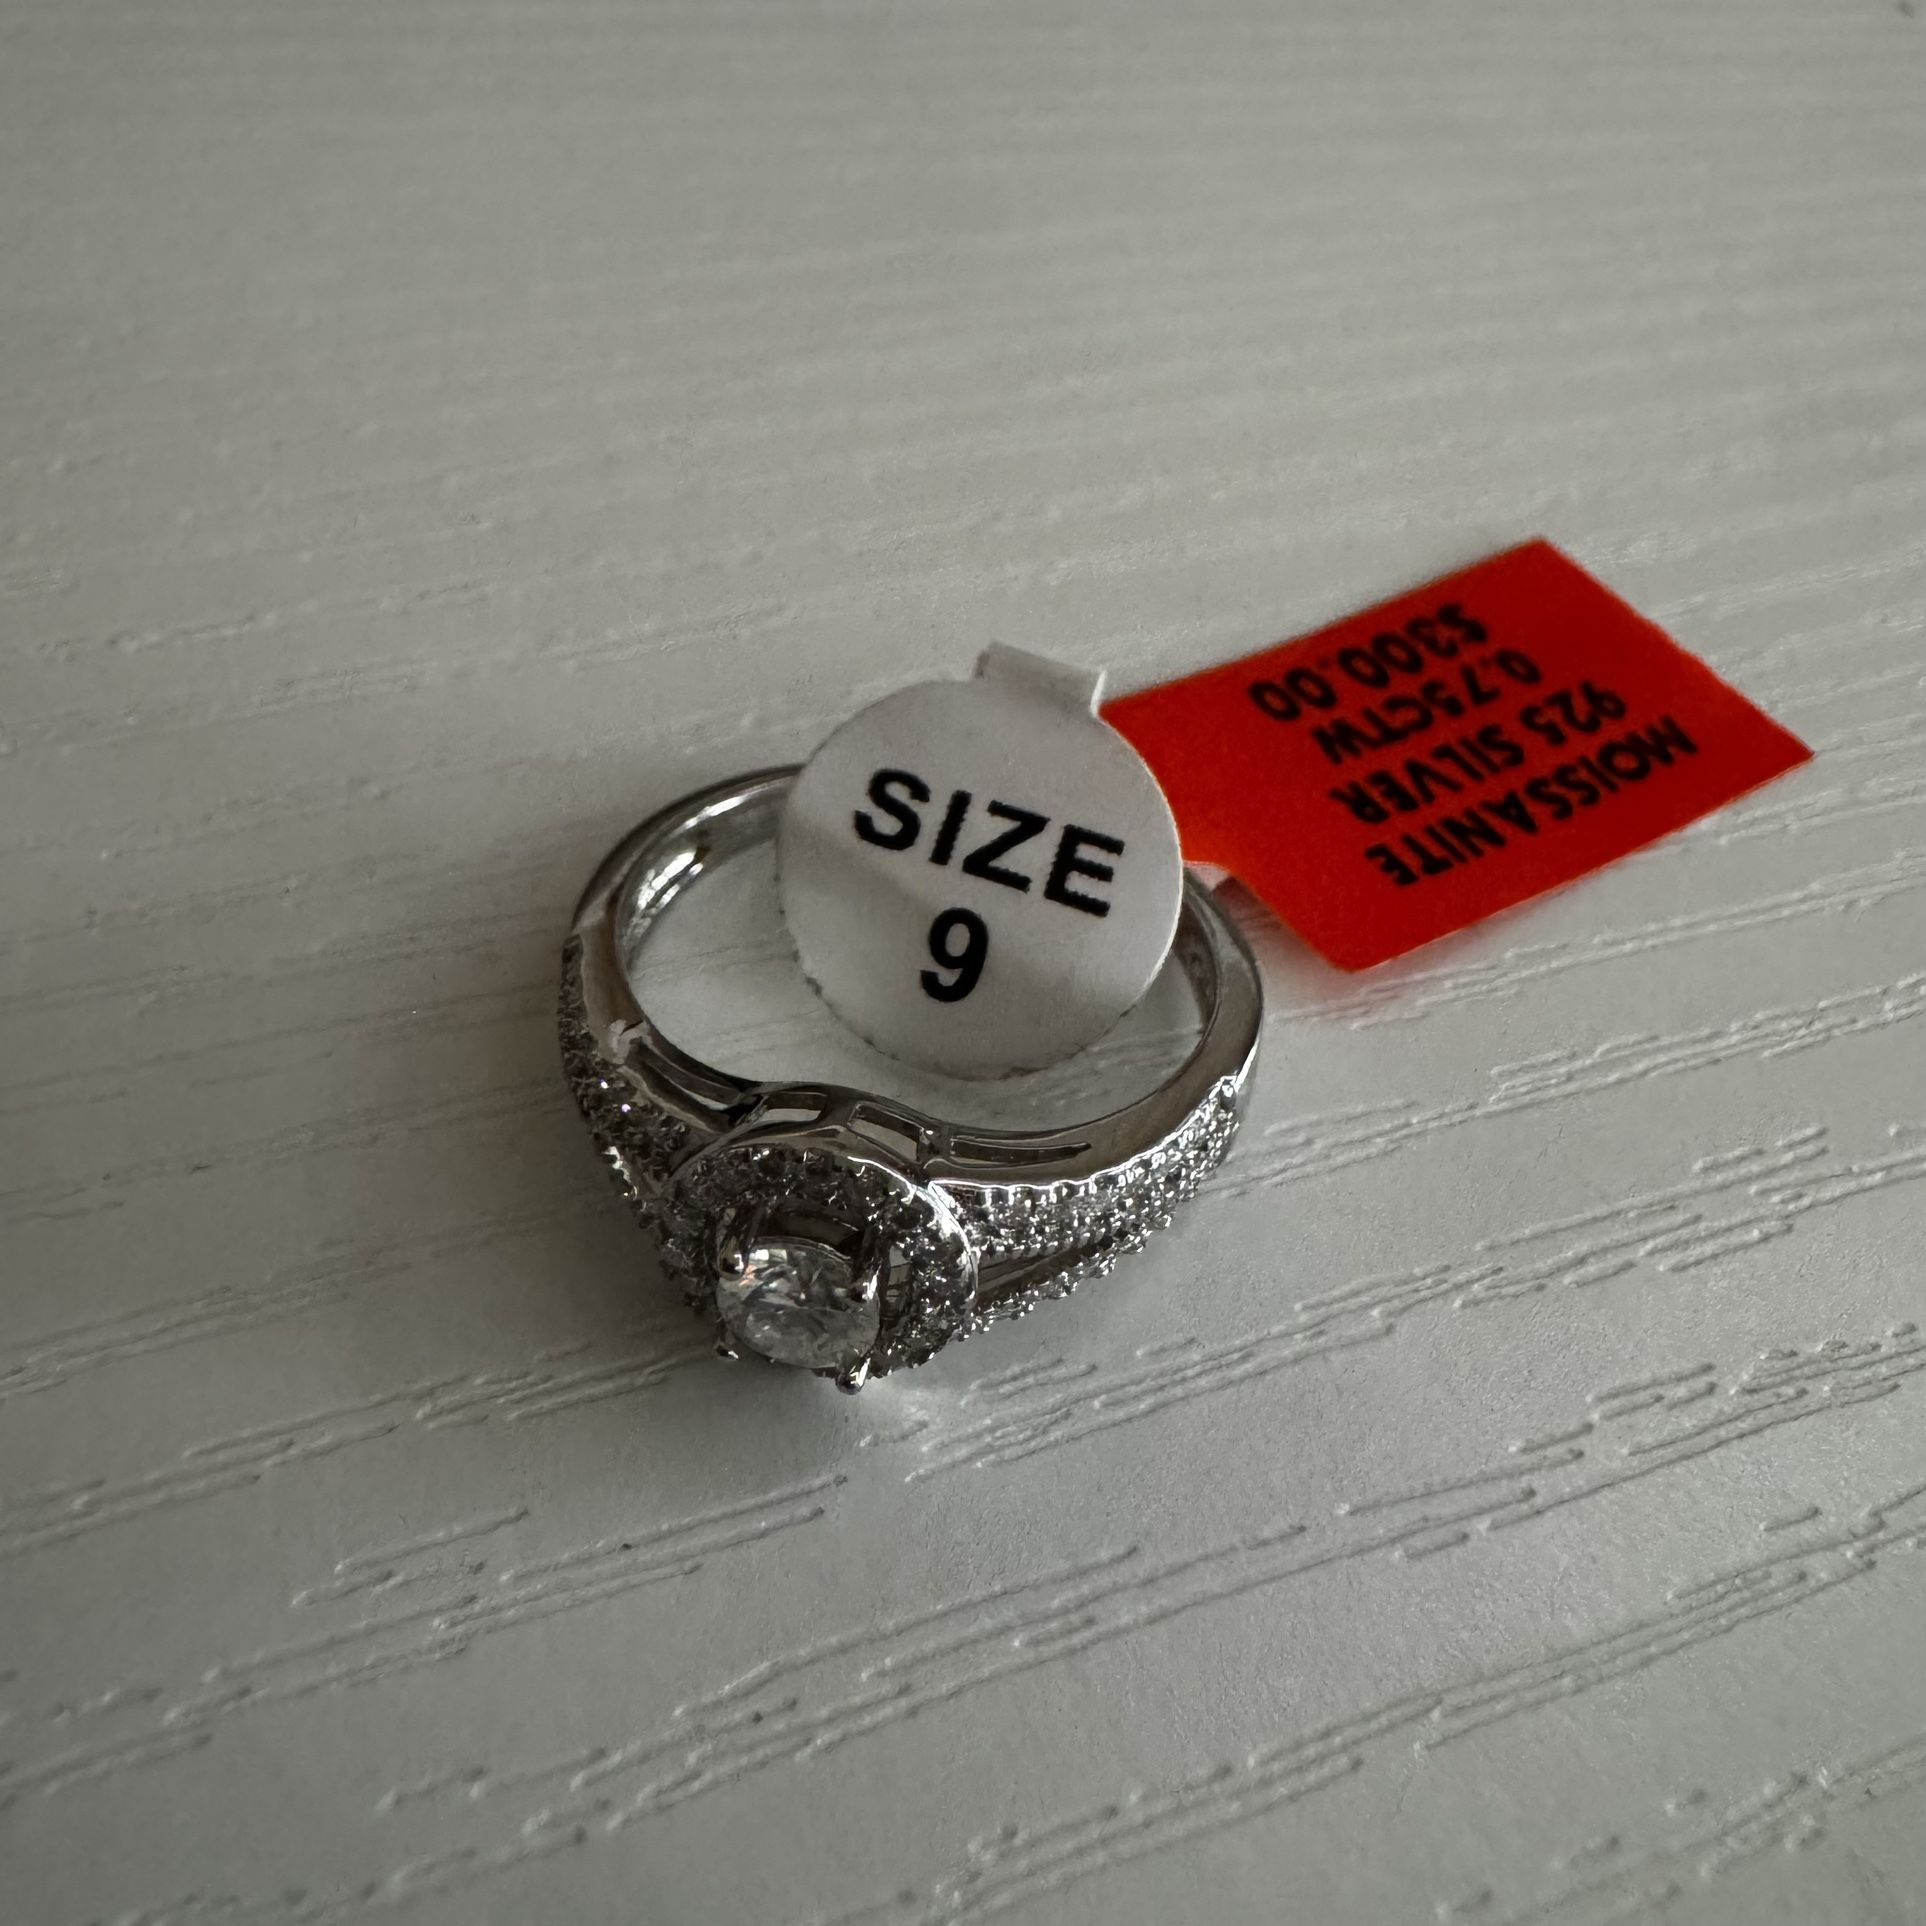 SIZE
9
MOISSANITE
925 SILVER
0.75CTW
$300.00